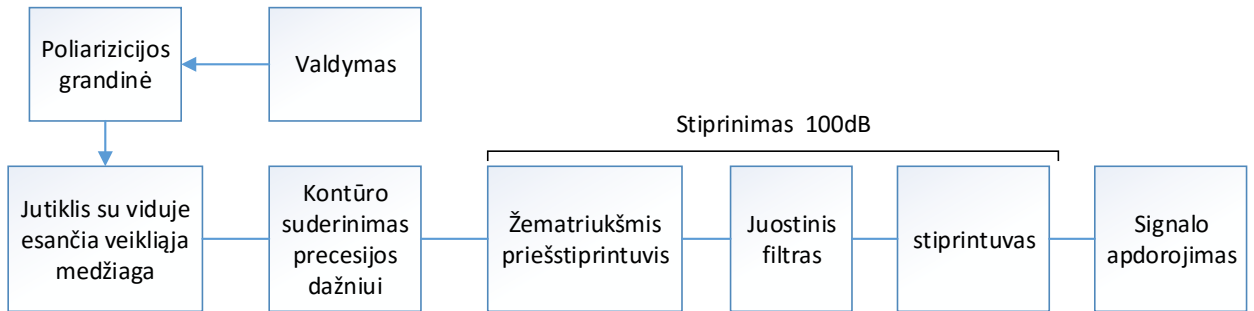 Poliarizicijos
grandinė
Valdymas
Stiprinimas 100dB
Jutiklis su viduje
esančia veikliąja
medžiaga
Kontūro
suderinimas
precesijos
dažniui
Žematriukšmis
priešstiprintuvis
Juostinis
filtras
stiprintuvas
Signalo
apdorojimas